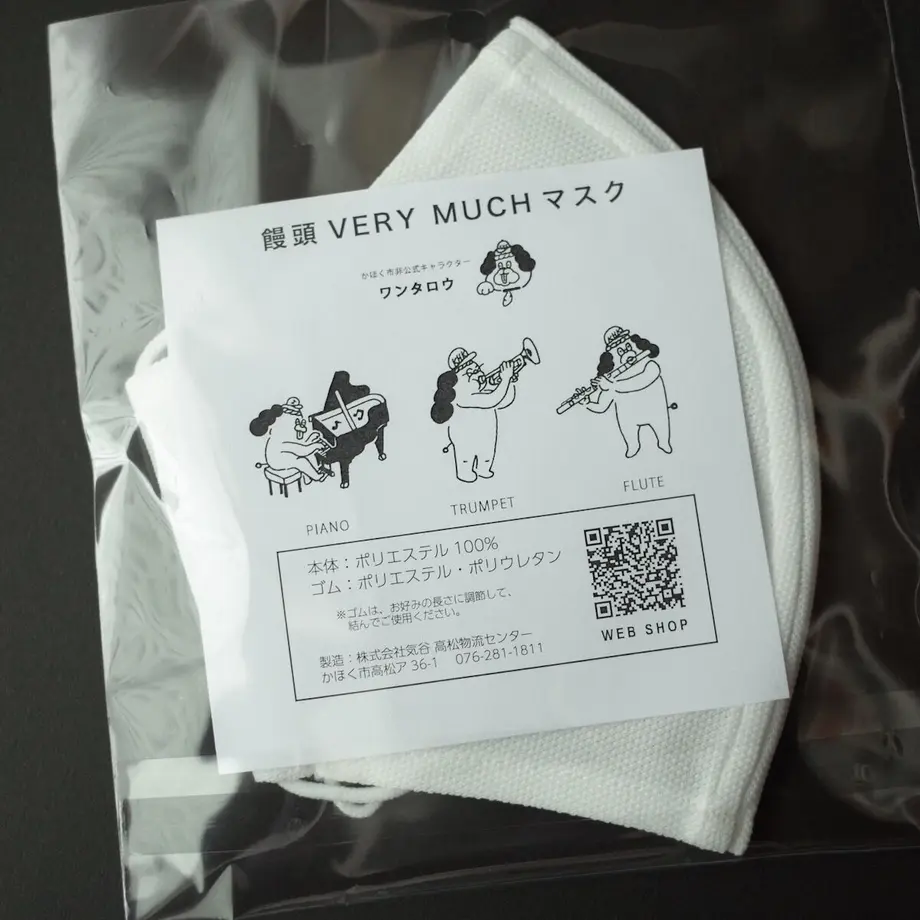 饅頭 VERY MUCH マスク
かほく市非公式キャラクター
ワンタロウ
PIANO
TRUMPET
FLUTE
本体：ポリエステル 100%
ゴム：ポリエステル・ポリウレタン
※ゴムは、お好みの長さに調節して、
結んでご使用ください。
製造：株式会社気谷 高松物流センター
かほく市高松ア 36-1　076-281-1811
WEB SHOP